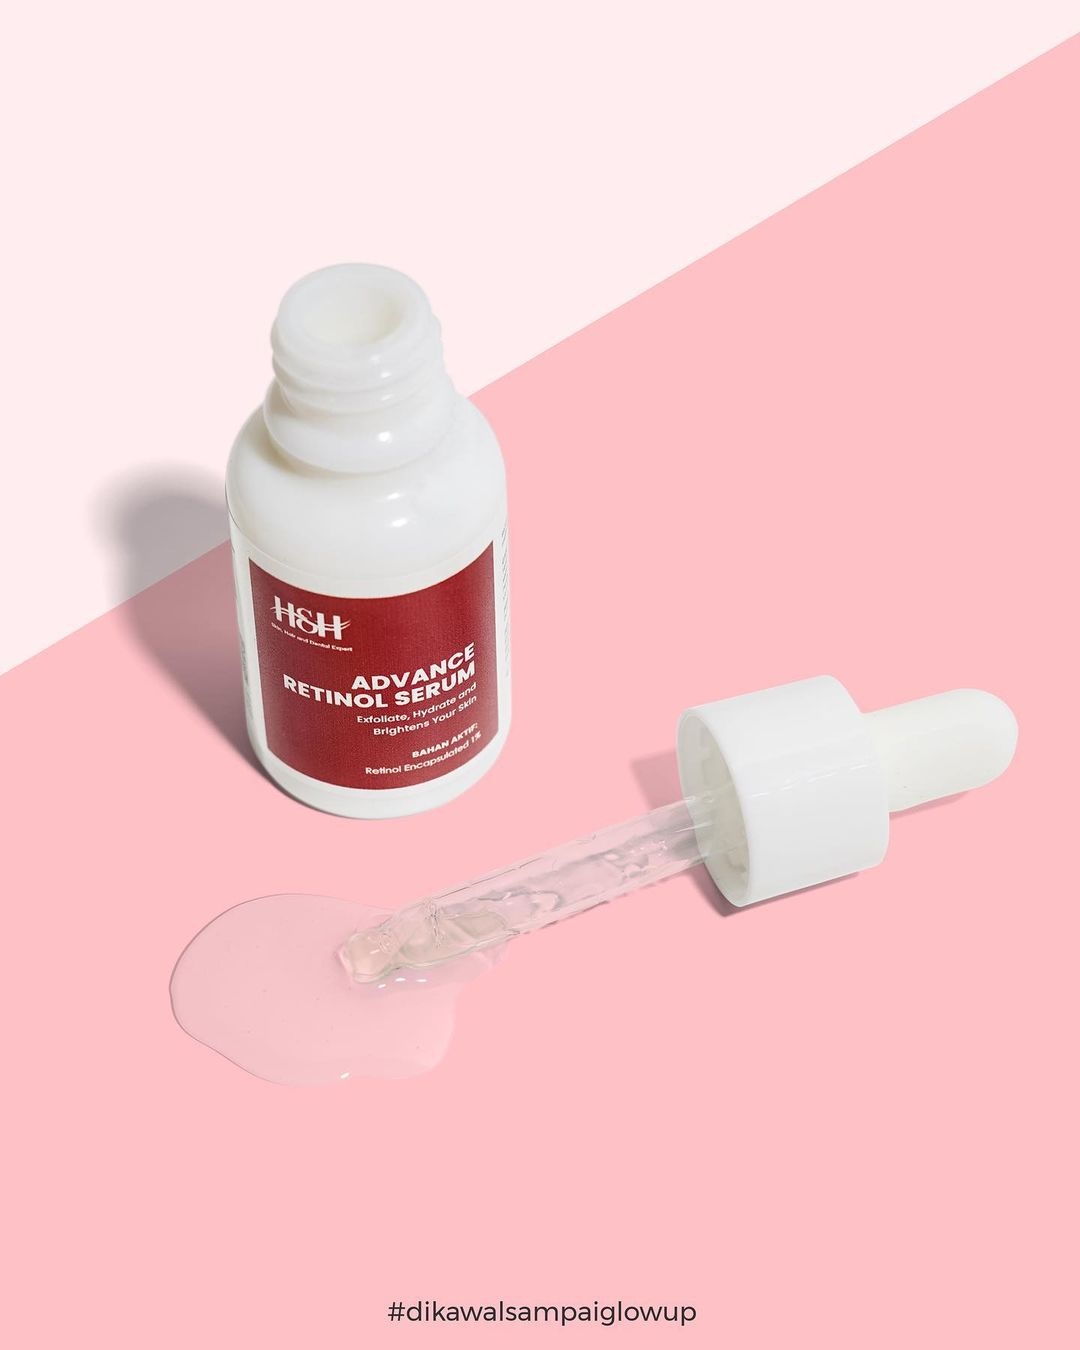 H&H
Skin, Hair and Dental Expert
ADVANCE
RETINOL SERUM
Exfoliate, Hydrate and
Brightens Your Skin
BAHAN AKTIF:
Retinol Encapsulated 1%
#dikawalsampaiglowup